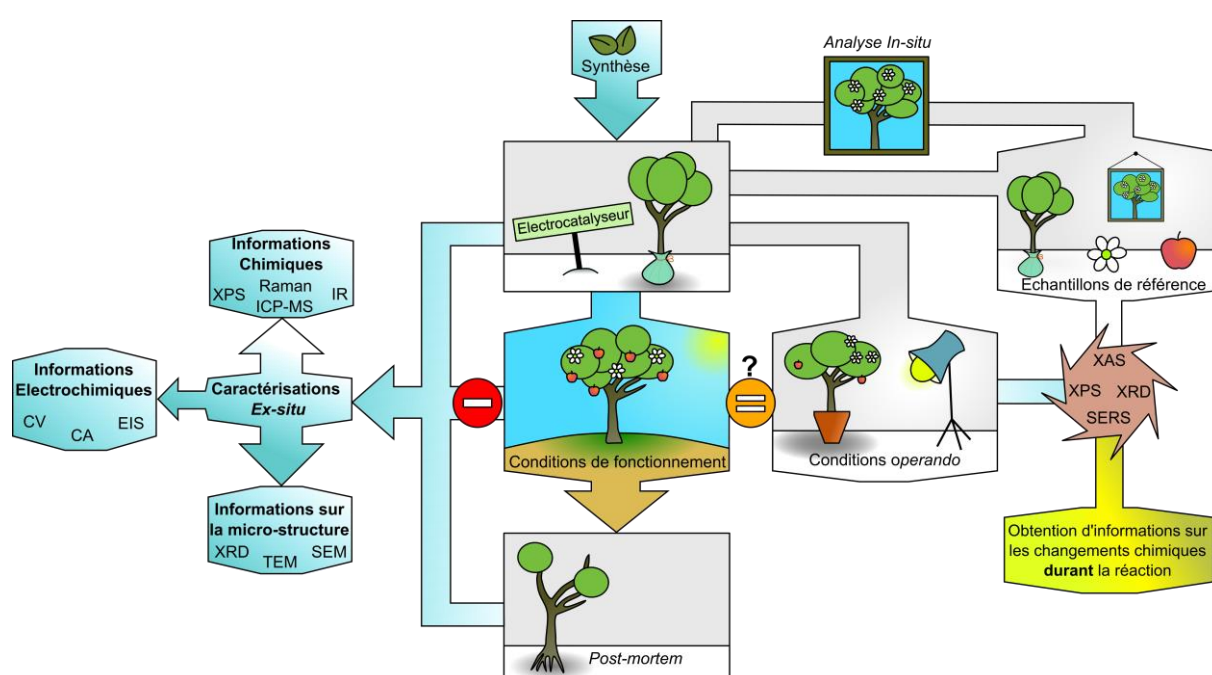 Analyse In-situ
Synthèse
Electrocatalyseur
Echantillons de référence
Informations
Chimiques
XPS
Raman
ICP-MS
IR
Informations
Electrochimiques
CV
CA
EIS
Caractérisations
Ex-situ
Informations sur
la micro-structure
XRD
TEM
SEM
Conditions de fonctionnement
?
=
Conditions operando
XAS
XPS
XRD
SERS
Obtention d'informations sur
les changements chimiques
durant la réaction
Post-mortem